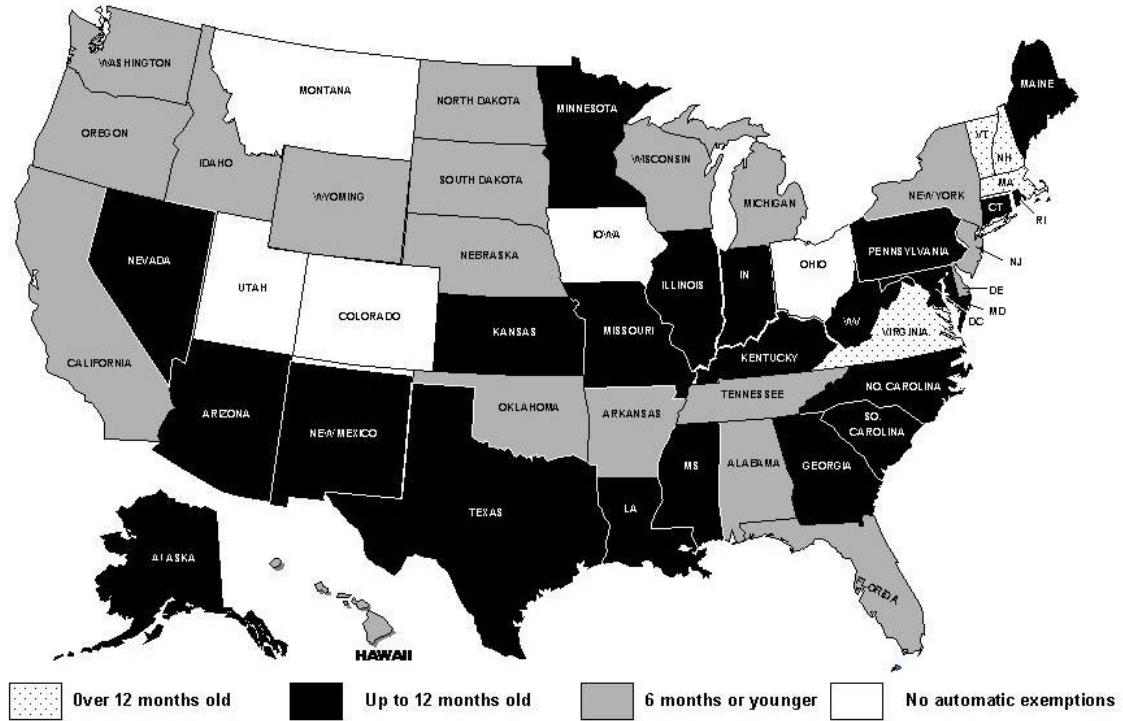 WASHINGTON
MONTANA
NORTH DAKOTA
MINNESOTA
MAINE
OREGON
IDAHO
WYOMING
SOUTH DAKOTA
WISCONSIN
MICHIGAN
NEW YORK
VT
NH
MA
CT
RI
NEVADA
UTAH
COLORADO
NEBRASKA
IOWA
ILLINOIS
IN
OHIO
PENNSYLVANIA
NJ
DE
MD
DC
CALIFORNIA
KANSAS
MISSOURI
KENTUCKY
WV
VIRGINIA
ARIZONA
NEW MEXICO
OKLAHOMA
ARKANSAS
TENNESSEE
NO. CAROLINA
SO.
CAROLINA
TEXAS
LA
MS
ALABAMA
GEORGIA
FLORIDA
ALASKA
HAWAII
Over 12 months old
Up to 12 months old
6 months or younger
No automatic exemptions